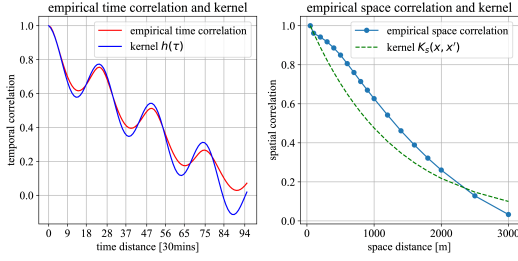 empirical time correlation and kernel
empirical time correlation
kernel h(τ)
temporal correlation
1.0
0.8
0.6
0.4
0.2
0.0
0 9 18 28 37 47 56 65 75 84 94
time distance [30mins]
empirical space correlation and kernel
empirical space correlation
kernel Ks(x, x′)
spatial correlation
1.0
0.8
0.6
0.4
0.2
0.0
0 1000 2000 3000
space distance [m]